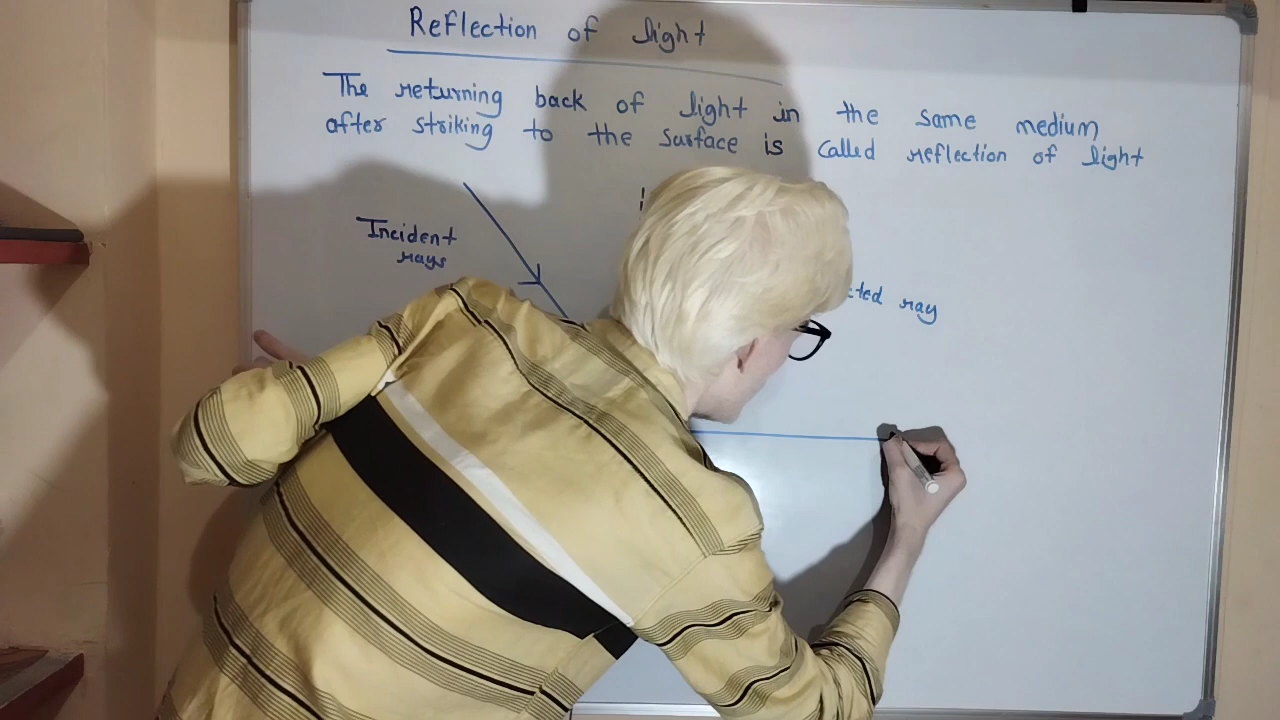 Reflection of light
The returning back of light in the same medium
after striking to the surface is called reflection of light
Incident
rays
cted ray